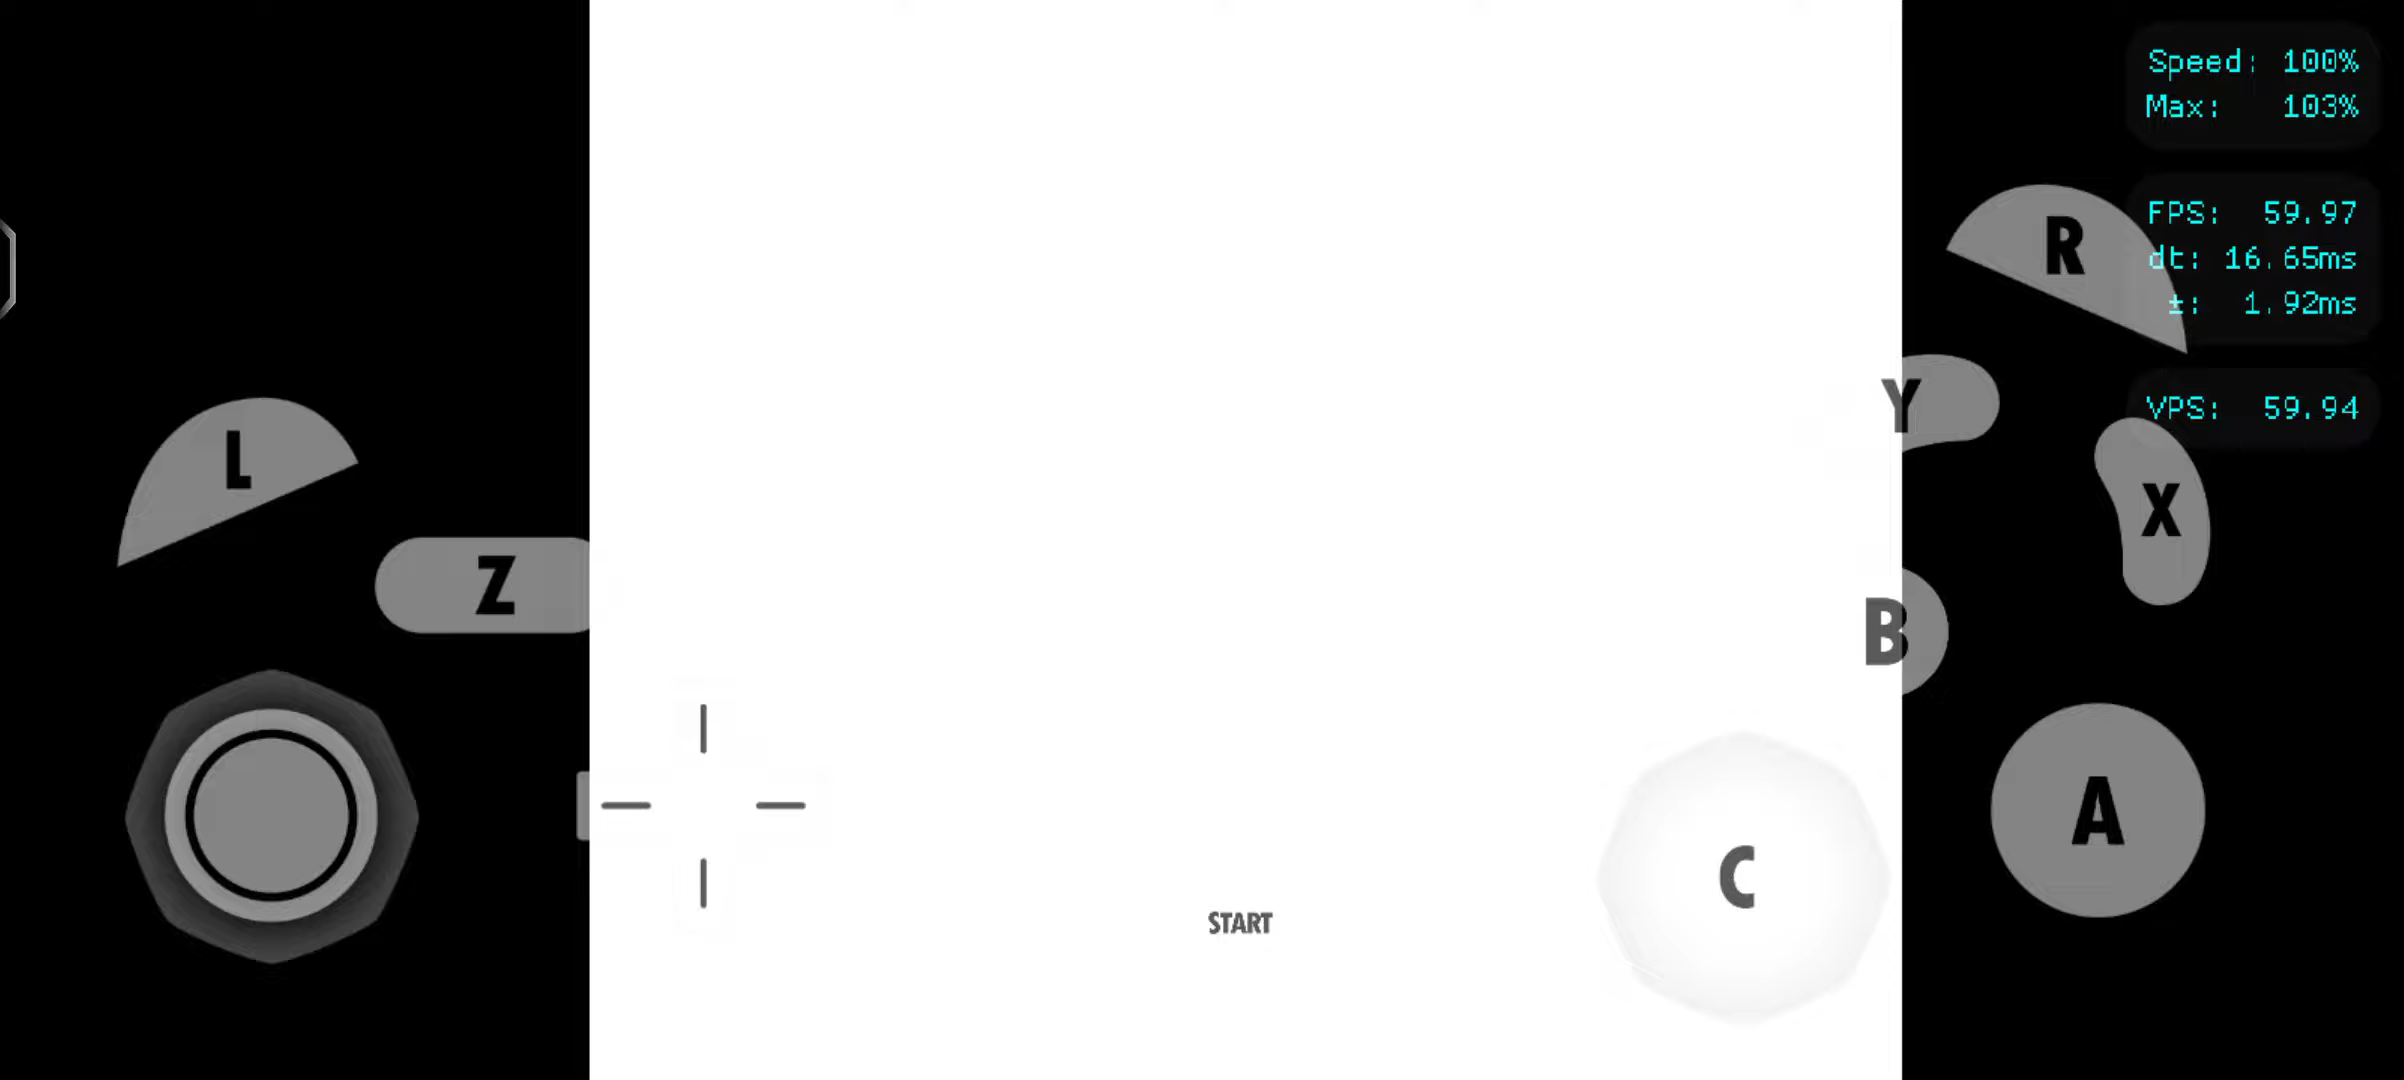 Speed: 100%
Max: 103%
FPS: 59.97
dt: 16.65ms
±: 1.92ms
VPS: 59.94
R
Y
L
X
Z
B
A
C
START